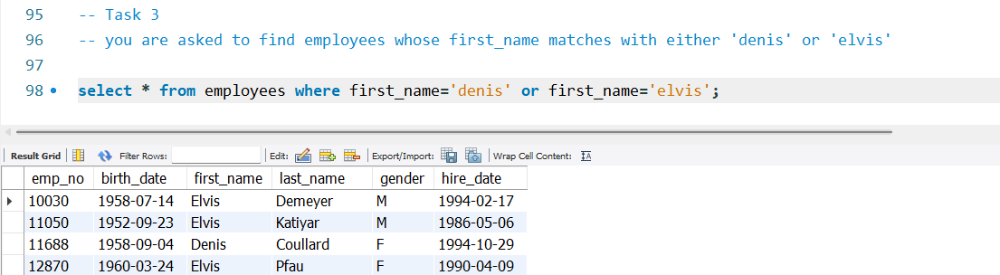 95 -- Task 3
96 -- you are asked to find employees whose first_name matches with either 'denis' or 'elvis'
97
98 select * from employees where first_name='denis' or first_name='elvis';
Result Grid Filter Rows: Edit: Export/Import: Wrap Cell Content: IA
emp_no birth_date first_name last_name gender hire_date
10030 1958-07-14 Elvis Demeyer M 1994-02-17
11050 1952-09-23 Elvis Katiyar M 1986-05-06
11688 1958-09-04 Denis Coullard F 1994-10-29
12870 1960-03-24 Elvis Pfau F 1990-04-09